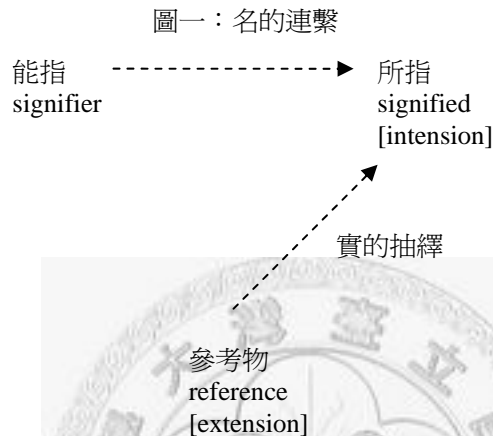 圖一：名的連繫
能指
signifier
所指
signified
[intension]
實的抽繹
參考物
reference
[extension]